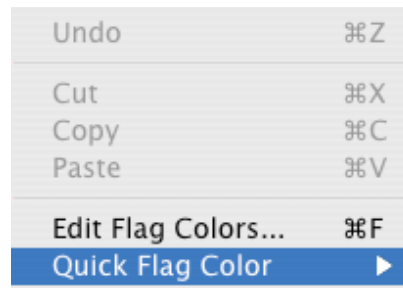 Undo ⌘Z
Cut ⌘X
Copy ⌘C
Paste ⌘V
Edit Flag Colors... ⌘F
Quick Flag Color